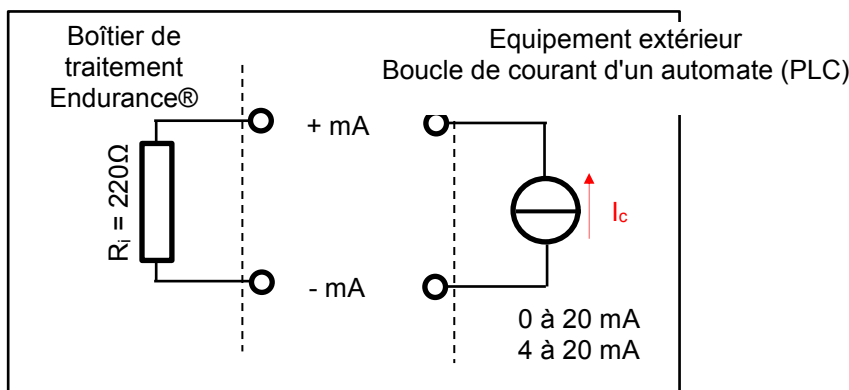 Boîtier de
traitement
Endurance®
Equipement extérieur
Boucle de courant d'un automate (PLC)
+ mA
Ri = 220Ω
Ic
- mA
0 à 20 mA
4 à 20 mA